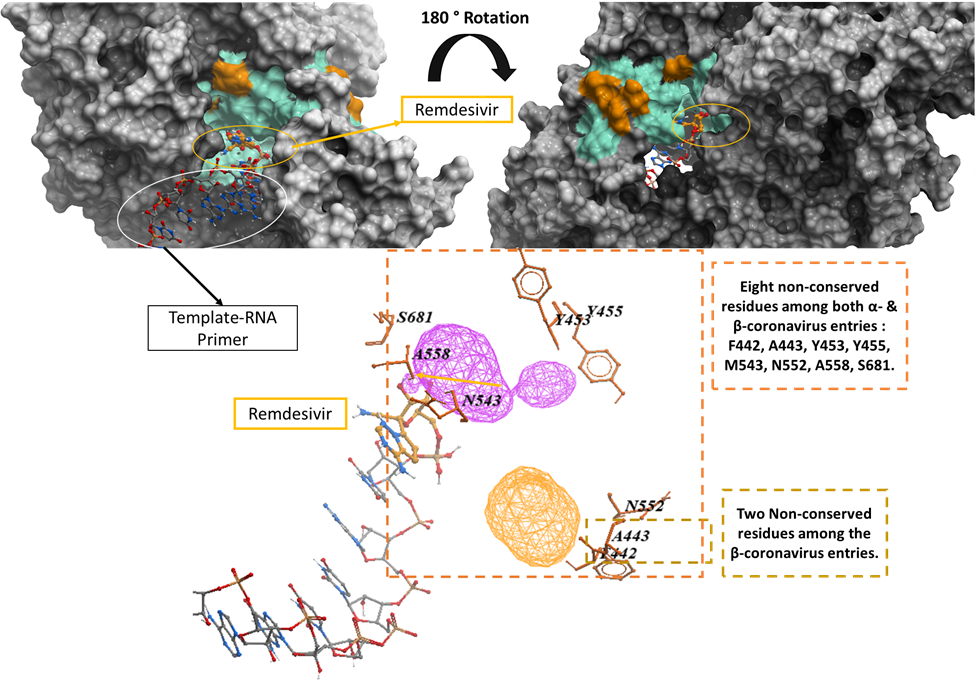 180 ° Rotation
Remdesivir
Template-RNA
Primer
Eight non-conserved
residues among both α- &
β-coronavirus entries :
F442, A443, Y453, Y455,
M543, N552, A558, S681.
S681
Y455
Y453
A558
N543
Remdesivir
N552
A443
Y442
Two Non-conserved
residues among the
β-coronavirus entries.